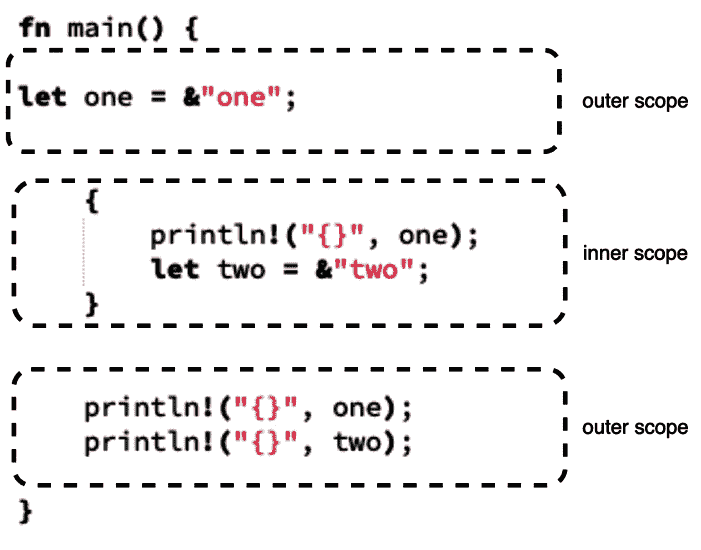 fn main() {
let one = &"one";
outer scope
{
println!("{}", one);
let two = &"two";
}
inner scope
println!("{}", one);
println!("{}", two);
outer scope
}